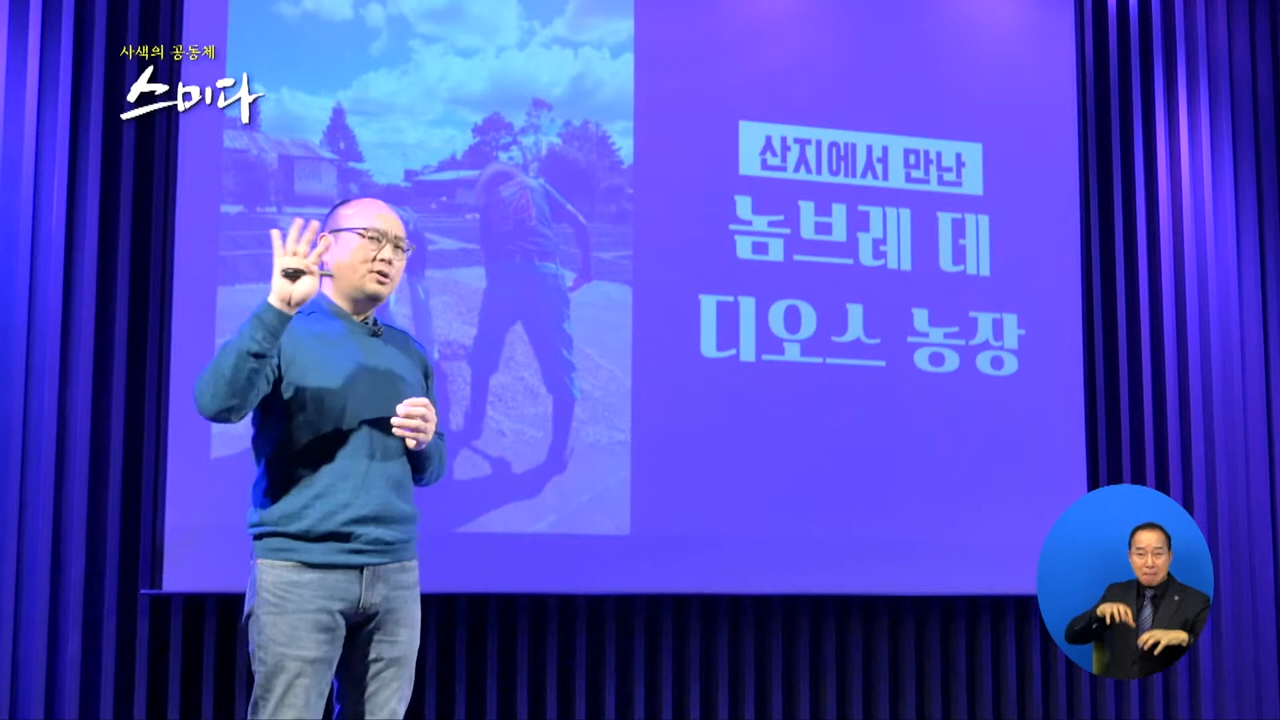 사색의 공동체
스미다
산지에서 만난
놈브레 데
디오스 농장